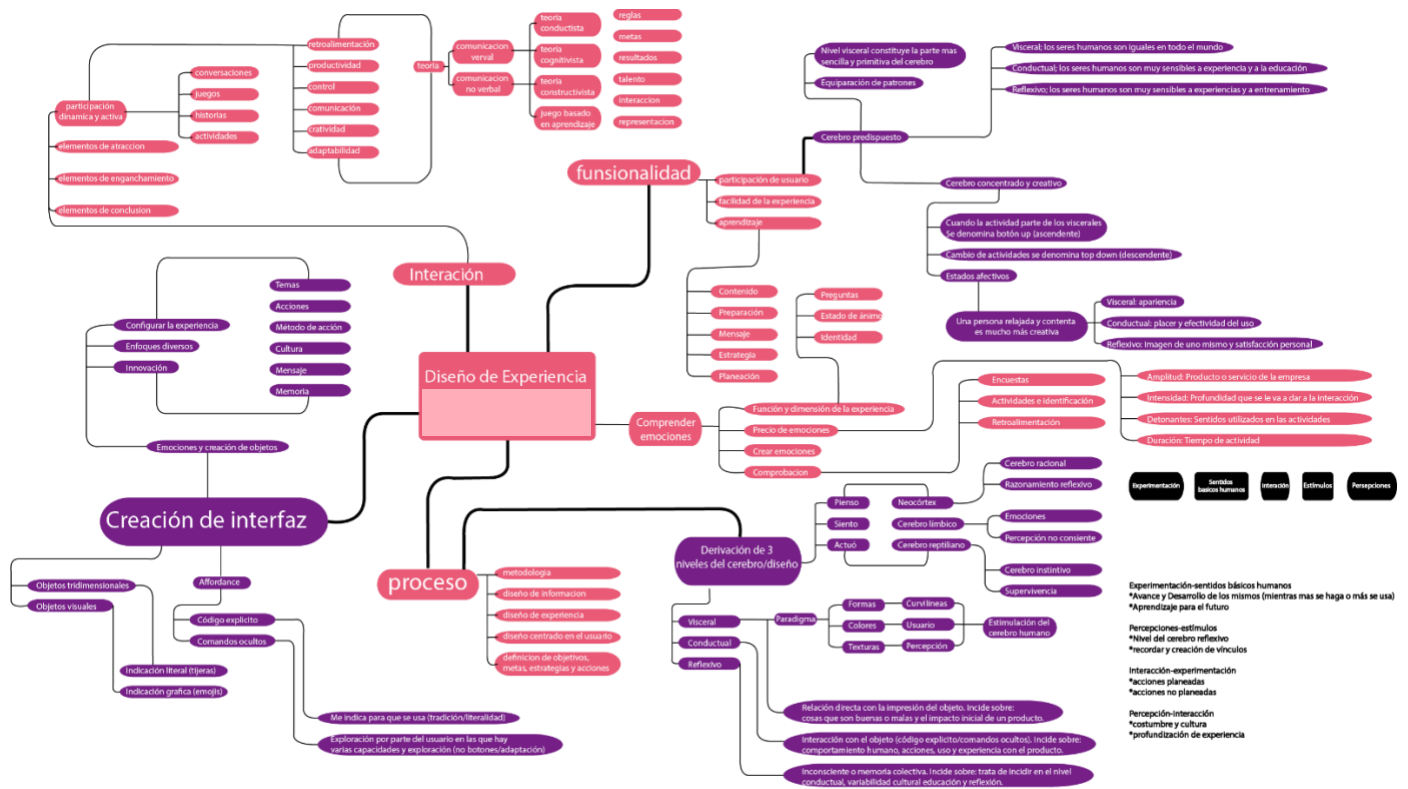 Diseño de Experiencia
Interación
participación
dinamica y activa
elementos de atraccion
elementos de enganchamiento
elementos de conclusion
conversaciones
juegos
historias
actividades
retroalimentación
productividad
control
comunicación
cratividad
adaptabilidad
teoria
comunicacion
verval
comunicacion
no verbal
teoria
conductista
teoria
cognitivista
teoria
constructivista
juego basado
en aprendizaje
reglas
metas
resultados
talento
interaccion
representacion
funsionalidad
participación de usuario
facilidad de la experiencia
aprendizaje
Contenido
Preparación
Mensaje
Estrategia
Planeación
Nivel visceral constituye la parte mas
sencilla y primitiva del cerebro
Equiparación de patrones
Cerebro predispuesto
Visceral; los seres humanos son iguales en todo el mundo
Conductual; los seres humanos son muy sensibles a experiencia y a la educación
Reflexivo; los seres humanos son muy sensibles a experiencias y a entrenamiento
Cerebro concentrado y creativo
Cuando la actividad parte de los viscerales
Se denomina botón up (ascendente)
Cambio de actividades se denomina top down (descendente)
Estados afectivos
Una persona relajada y contenta
es mucho más creativa
Visceral: apariencia
Conductual: placer y efectividad del uso
Reflexivo: Imagen de uno mismo y satisfacción personal
Comprender
emociones
Función y dimensión de la experiencia
Precio de emociones
Crear emociones
Comprobacion
Preguntas
Estado de ánimo
Identidad
Encuestas
Actividades e identificación
Retroalimentación
Amplitud: Producto o servicio de la empresa
Intensidad: Profundidad que se le va a dar a la interacción
Detonantes: Sentidos utilizados en las actividades
Duración: Tiempo de actividad
Creación de interfaz
Emociones y creación de objetos
Configurar la experiencia
Enfoques diversos
Innovación
Temas
Acciones
Método de acción
Cultura
Mensaje
Memoria
Objetos tridimensionales
Objetos visuales
Affordance
Código explicito
Comandos ocultos
Indicación literal (tijeras)
Indicación grafica (emojis)
Me indica para que se usa (tradición/literalidad)
Exploración por parte del usuario en las que hay
varias capacidades y exploración (no botones/adaptación)
proceso
metodologia
diseño de informacion
diseño de experiencia
diseño centrado en el usuario
definicion de objetivos,
metas, estrategias y acciones
Derivación de 3
niveles del cerebro/diseño
Pienso
Siento
Actuó
Neocórtex
Cerebro límbico
Cerebro reptiliano
Cerebro racional
Razonamiento reflexivo
Emociones
Percepción no consiente
Cerebro instintivo
Supervivencia
Visceral
Conductual
Reflexivo
Paradigma
Formas
Colores
Texturas
Curvilíneas
Usuario
Percepción
Estimulación del
cerebro humano
Relación directa con la impresión del objeto. Incide sobre:
cosas que son buenas o malas y el impacto inicial de un producto.
Interacción con el objeto (código explicito/comandos ocultos). Incide sobre:
comportamiento humano, acciones, uso y experiencia con el producto.
Inconsciente o memoria colectiva. Incide sobre: trata de incidir en el nivel
conductual, variabilidad cultural educación y reflexión.
Experimentación
Sentidos
basicos humanos
interación
Estímulos
Persepciones
Experimentación-sentidos básicos humanos
*Avance y Desarrollo de los mismos (mientras mas se haga o más se usa)
*Aprendizaje para el futuro
Percepciones-estímulos
*Nivel del cerebro reflexivo
*recordar y creación de vínculos
Interacción-experimentación
*acciones planeadas
*acciones no planeadas
Percepción-interacción
*costumbre y cultura
*profundización de experiencia